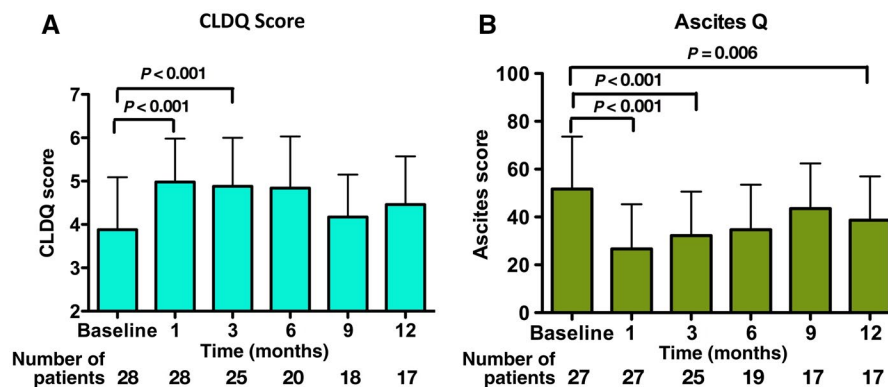 A
CLDQ Score
P < 0.001
P < 0.001
7
6
5
4
3
2
CLDQ score
Baseline 1 3 6 9 12
Time (months)
Number of
patients 28 28 25 20 18 17
B
Ascites Q
P = 0.006
P < 0.001
P < 0.001
100
80
60
40
20
0
Ascites score
Baseline 1 3 6 9 12
Time (months)
Number of
patients 27 27 25 19 17 17